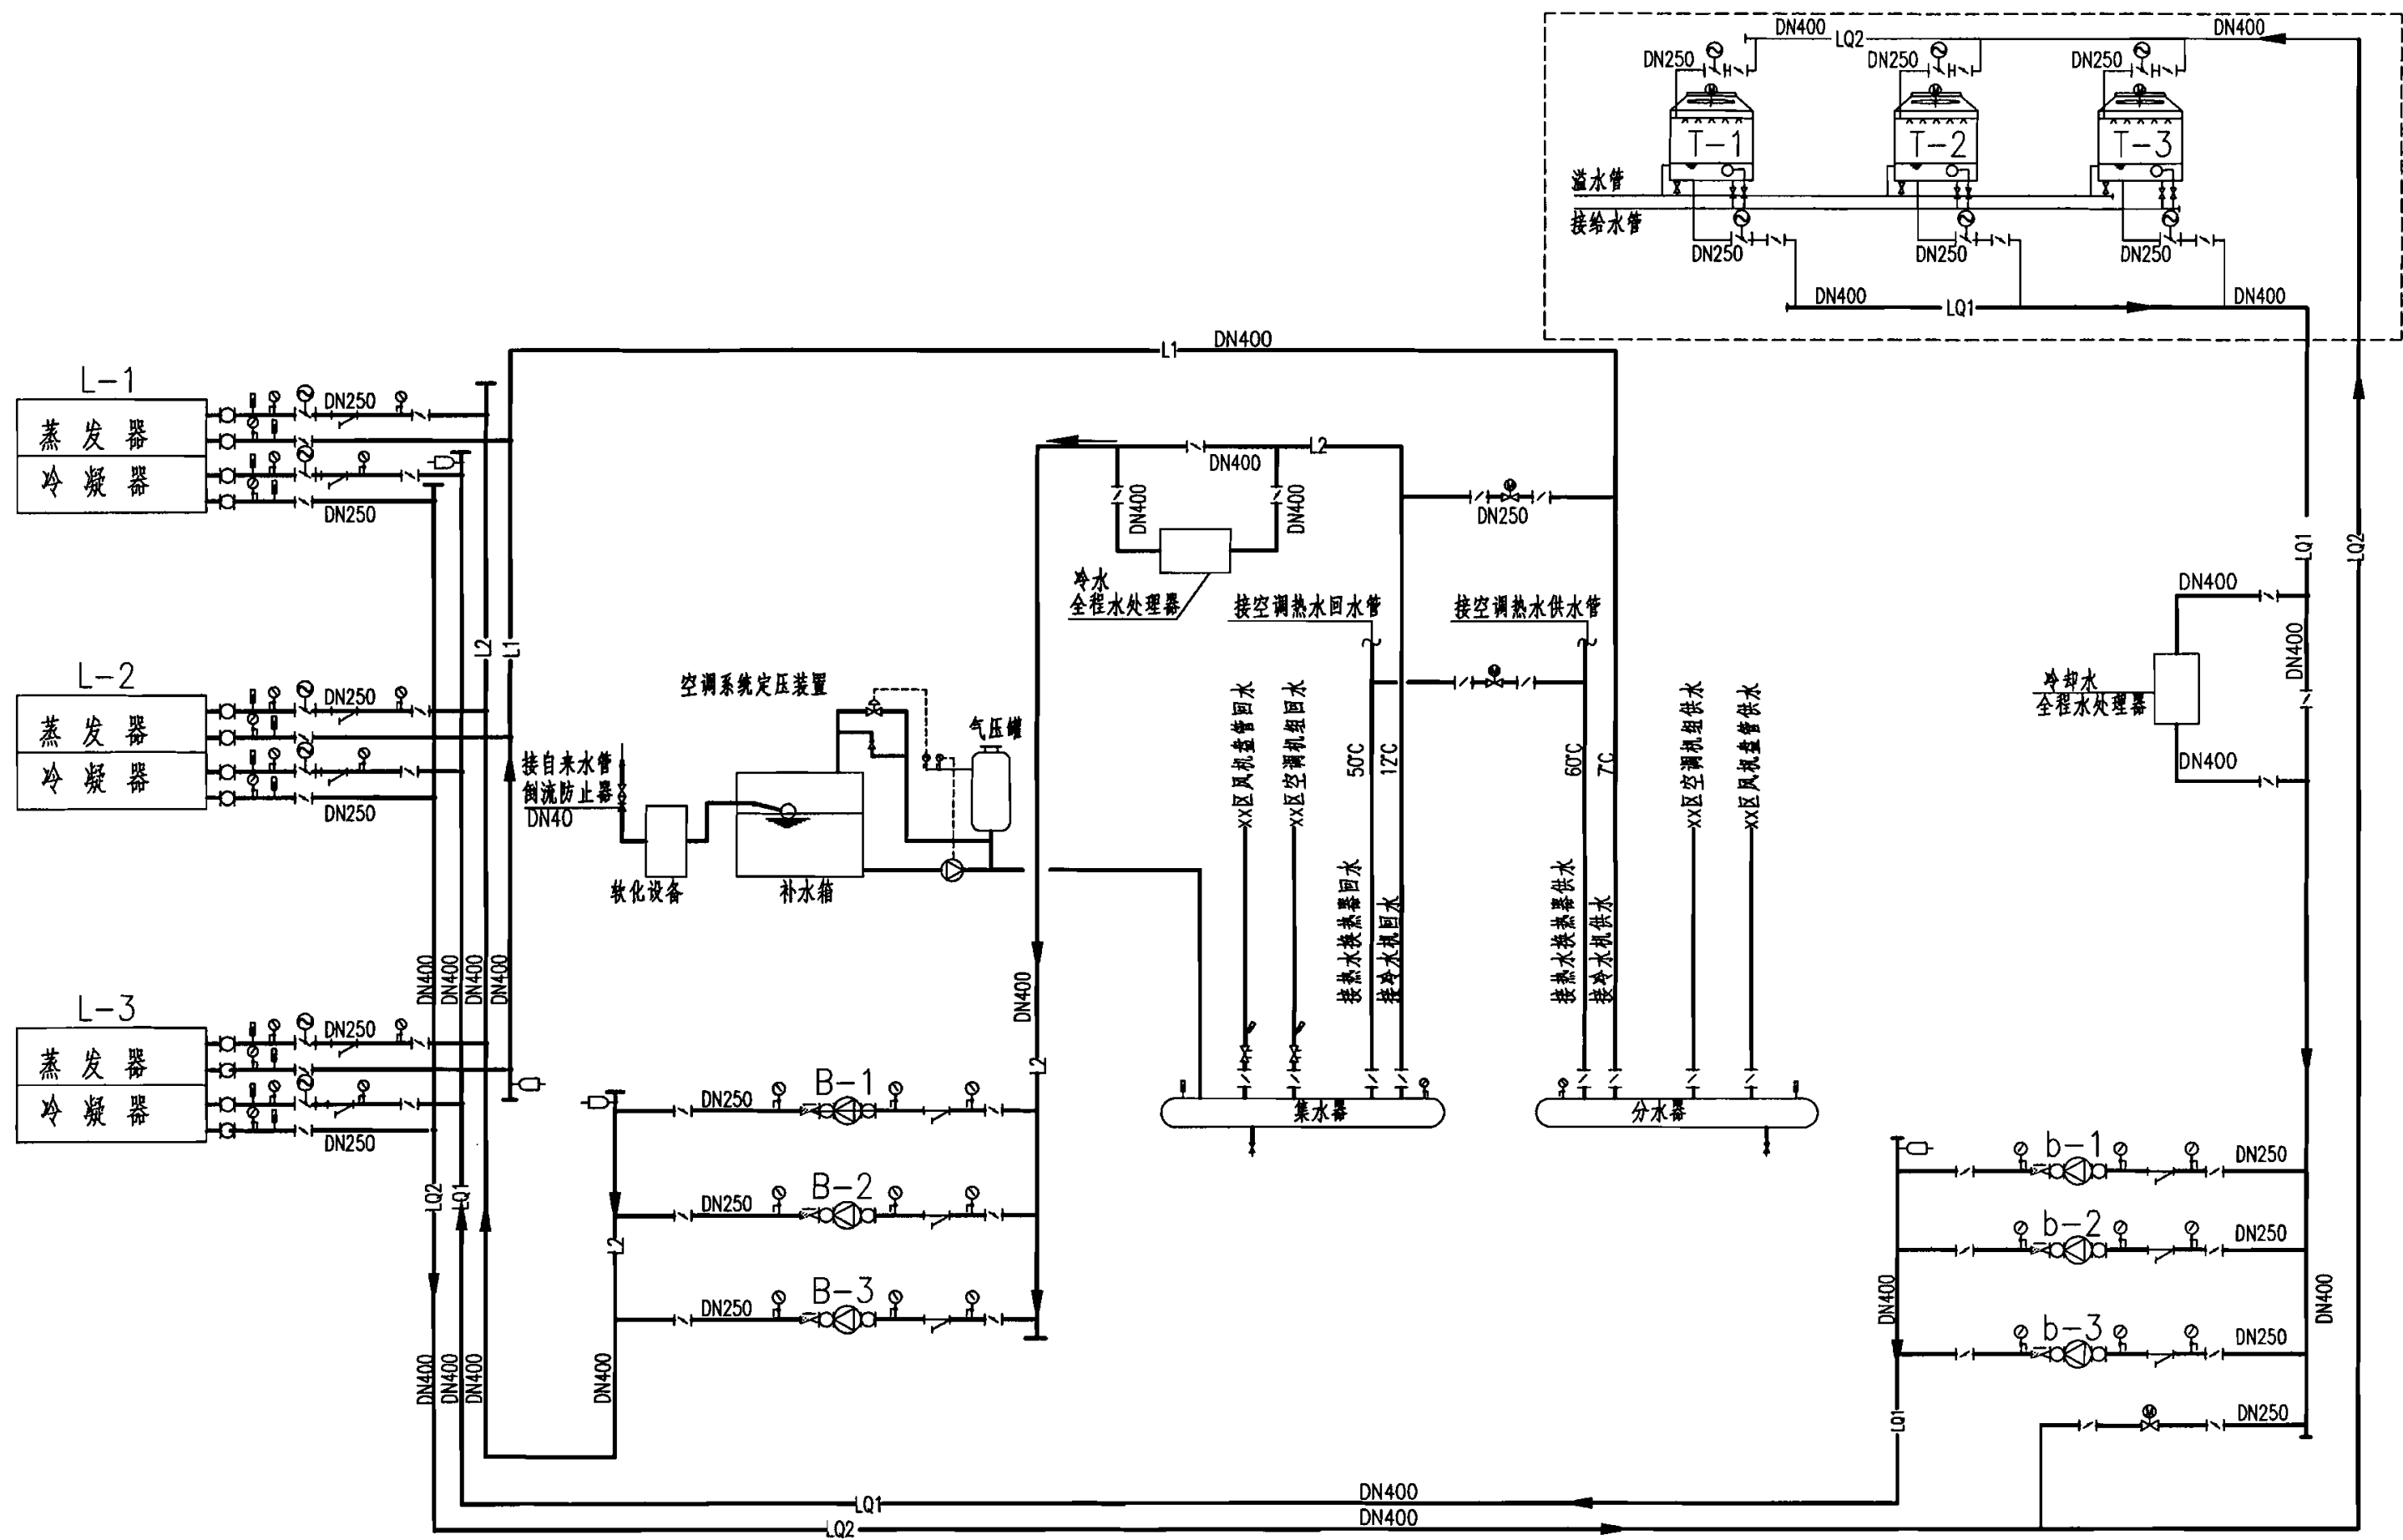 DN400
LQ2
DN400
DN250
DN250
DN250
T-1
T-2
T-3
溢水管
接给水管
DN250
DN250
DN250
DN400
LQ1
DN400
L1
DN400
L-1
蒸发器
冷凝器
DN250
DN250
L2
DN400
DN400
DN400
DN250
冷水
全程水处理器
接空调热水回水管
接空调热水供水管
LQ1
LQ2
DN400
DN400
冷却水
全程水处理器
DN400
L-2
蒸发器
冷凝器
DN250
DN250
L2
L1
空调系统定压装置
气压罐
接自来水管
倒流防止器
DN40
软化设备
补水箱
xx区风机盘管回水
xx区空调机组回水
50℃
12℃
接热水换热器回水
接冷水机回水
60℃
7℃
接热水换热器供水
接冷水机供水
xx区空调机组供水
xx区风机盘管供水
DN400
DN400
DN400
DN400
L-3
蒸发器
冷凝器
DN250
DN250
DN400
L2
集水器
分水器
LQ2
LQ1
L2
DN250
B-1
DN250
B-2
DN250
B-3
b-1
DN250
b-2
DN250
b-3
DN250
DN250
DN400
DN400
LQ1
DN400
DN400
DN400
DN400
LQ1
DN400
LQ2
DN400